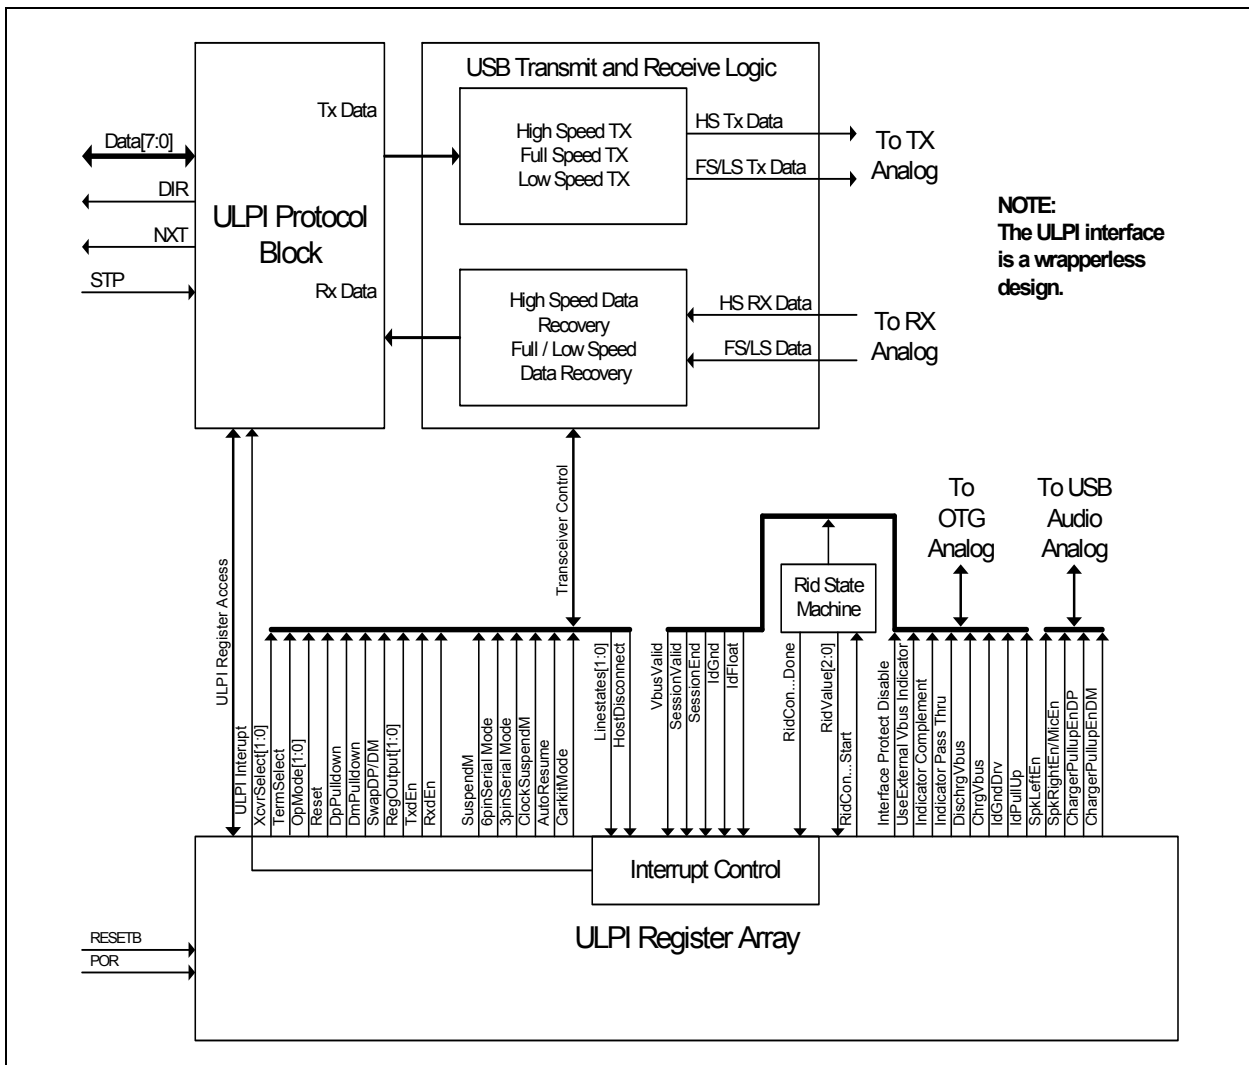 USB Transmit and Receive Logic
Tx Data
High Speed TX
Full Speed TX
Low Speed TX
HS Tx Data
FS/LS Tx Data
To TX
Analog
Data[7:0]
DIR
NXT
STP
ULPI Protocol
Block
Rx Data
High Speed Data
Recovery
Full / Low Speed
Data Recovery
HS RX Data
FS/LS Data
To RX
Analog
NOTE:
The ULPI interface
is a wrapperless
design.
ULPI Register Access
Transceiver Control
To
OTG
Analog
To USB
Audio
Analog
Rid State
Machine
ULPI Interupt
XcvrSelect[1:0]
TermSelect
OpMode[1:0]
Reset
DpPulldown
DmPulldown
SwapDP/DM
RegOutput[1:0]
TxdEn
RxdEn
SuspendM
6pinSerial Mode
3pinSerial Mode
ClockSuspendM
AutoResume
CarkitMode
Linestates[1:0]
HostDisconnect
VbusValid
SessionValid
SessionEnd
IdGnd
IdFloat
RidCon...Done
RidValue[2:0]
RidCon...Start
Interface Protect Disable
UseExternal Vbus Indicator
Indicator Complement
Indicator Pass Thru
DischrgVbus
ChrgVbus
IdGndDrv
IdPullUp
SpkLeftEn
SpkRightEn/MicEn
ChargerPullupEnDP
ChargerPullupEnDM
Interrupt Control
ULPI Register Array
RESETB
POR